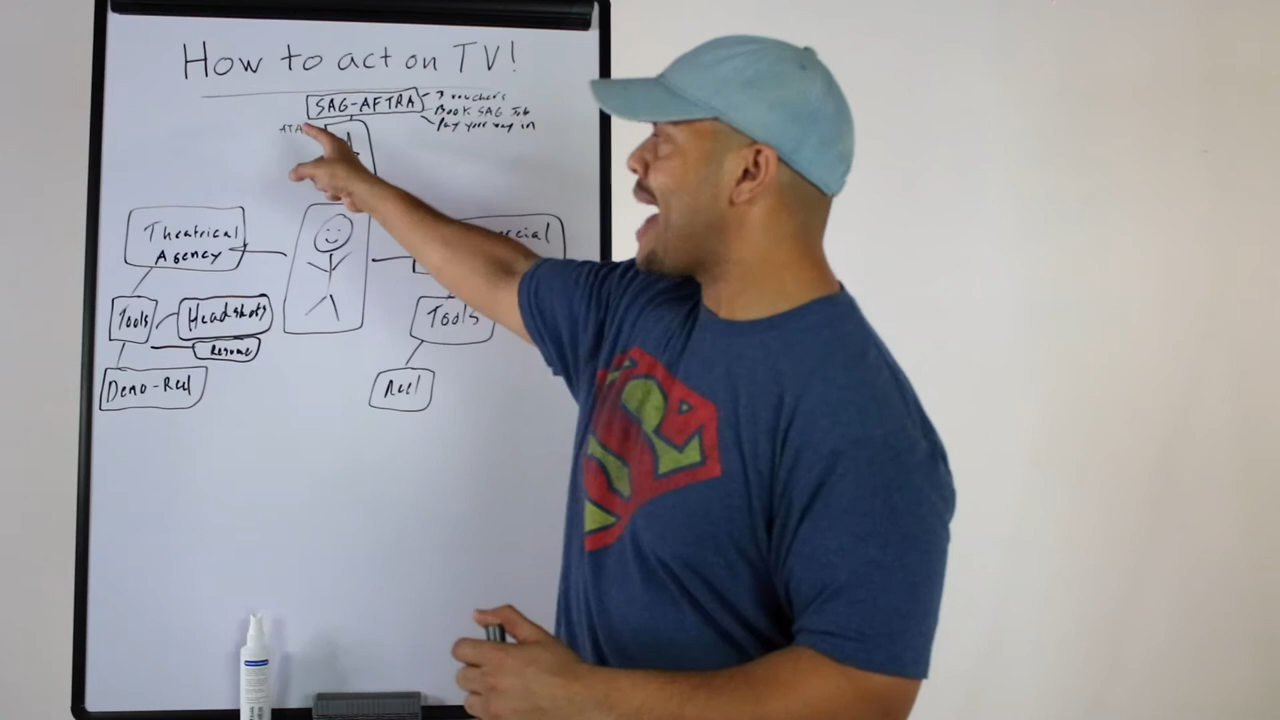 How to act on TV!
SAG-AFTRA
3 vouchers
Book SAG Job
Pay your way in
ATA
Theatrical
Agency
Tools
Headshots
Resume
Demo-Reel
Tools
Reel